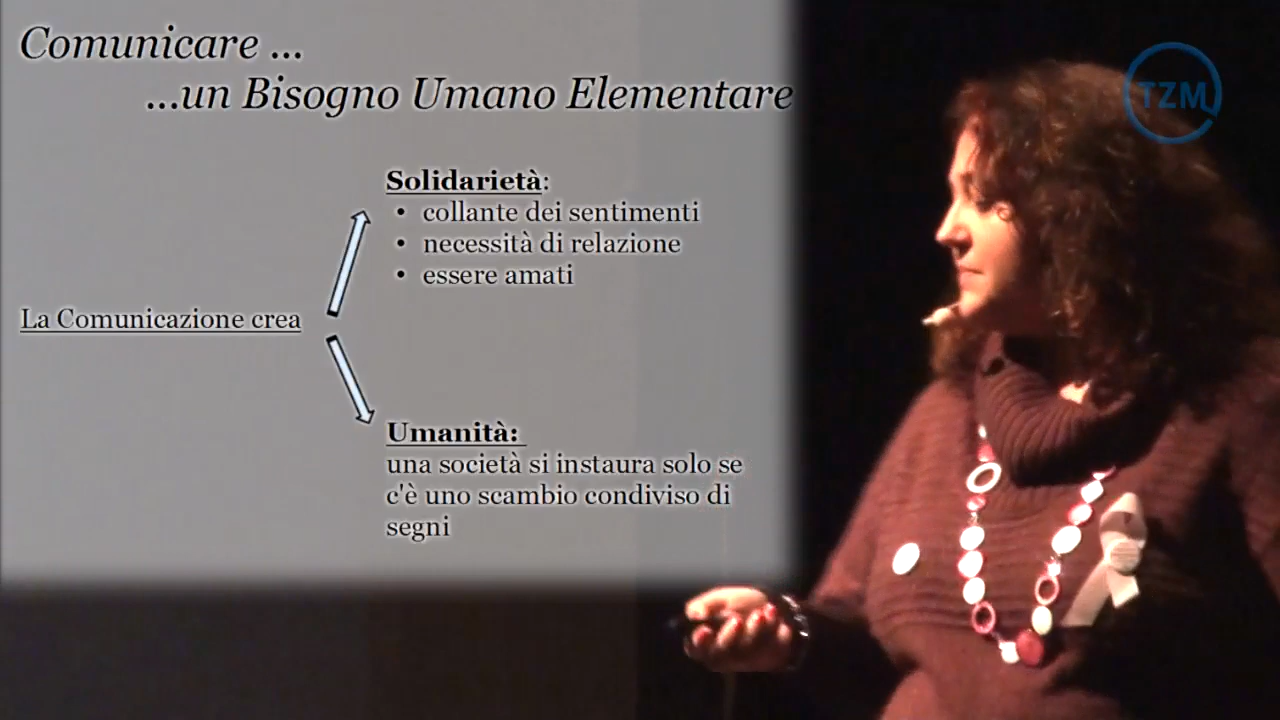 Comunicare ...
...un Bisogno Umano Elementare
Solidarietà:
• collante dei sentimenti
• necessità di relazione
• essere amati
La Comunicazione crea
Umanità:
una società si instaura solo se
c'è uno scambio condiviso di
segni
TZM